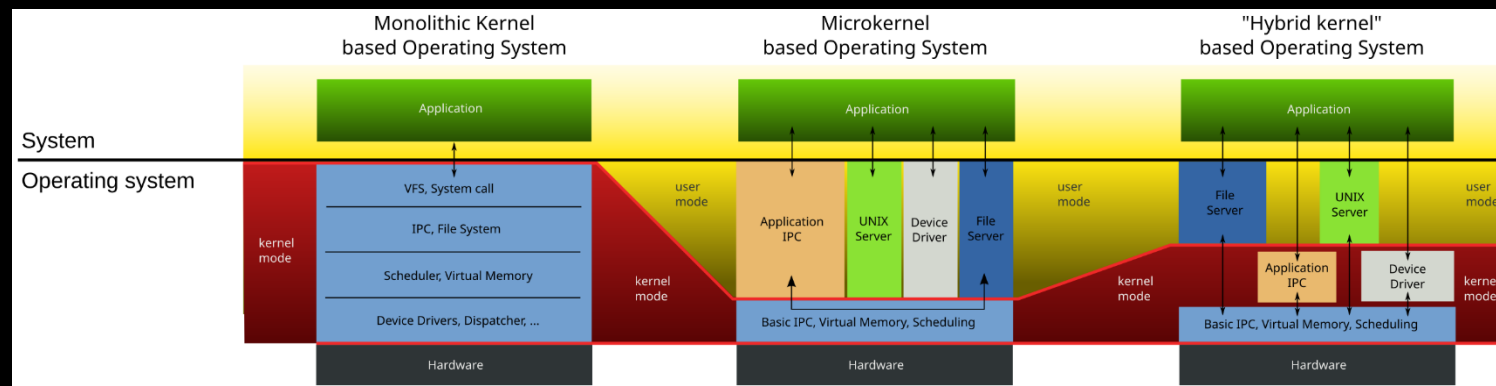 Monolithic Kernel
based Operating System
Microkernel
based Operating System
"Hybrid kernel"
based Operating System
Application
Application
Application
System
Operating system
kernel
mode
VFS, System call
IPC, File System
Scheduler, Virtual Memory
Device Drivers, Dispatcher, ...
Hardware
user
mode
kernel
mode
Application
IPC
UNIX
Server
Device
Driver
File
Server
Basic IPC, Virtual Memory, Scheduling
Hardware
user
mode
kernel
mode
File
Server
UNIX
Server
Application
IPC
Device
Driver
Basic IPC, Virtual Memory, Scheduling
Hardware
user
mode
kernel
mode